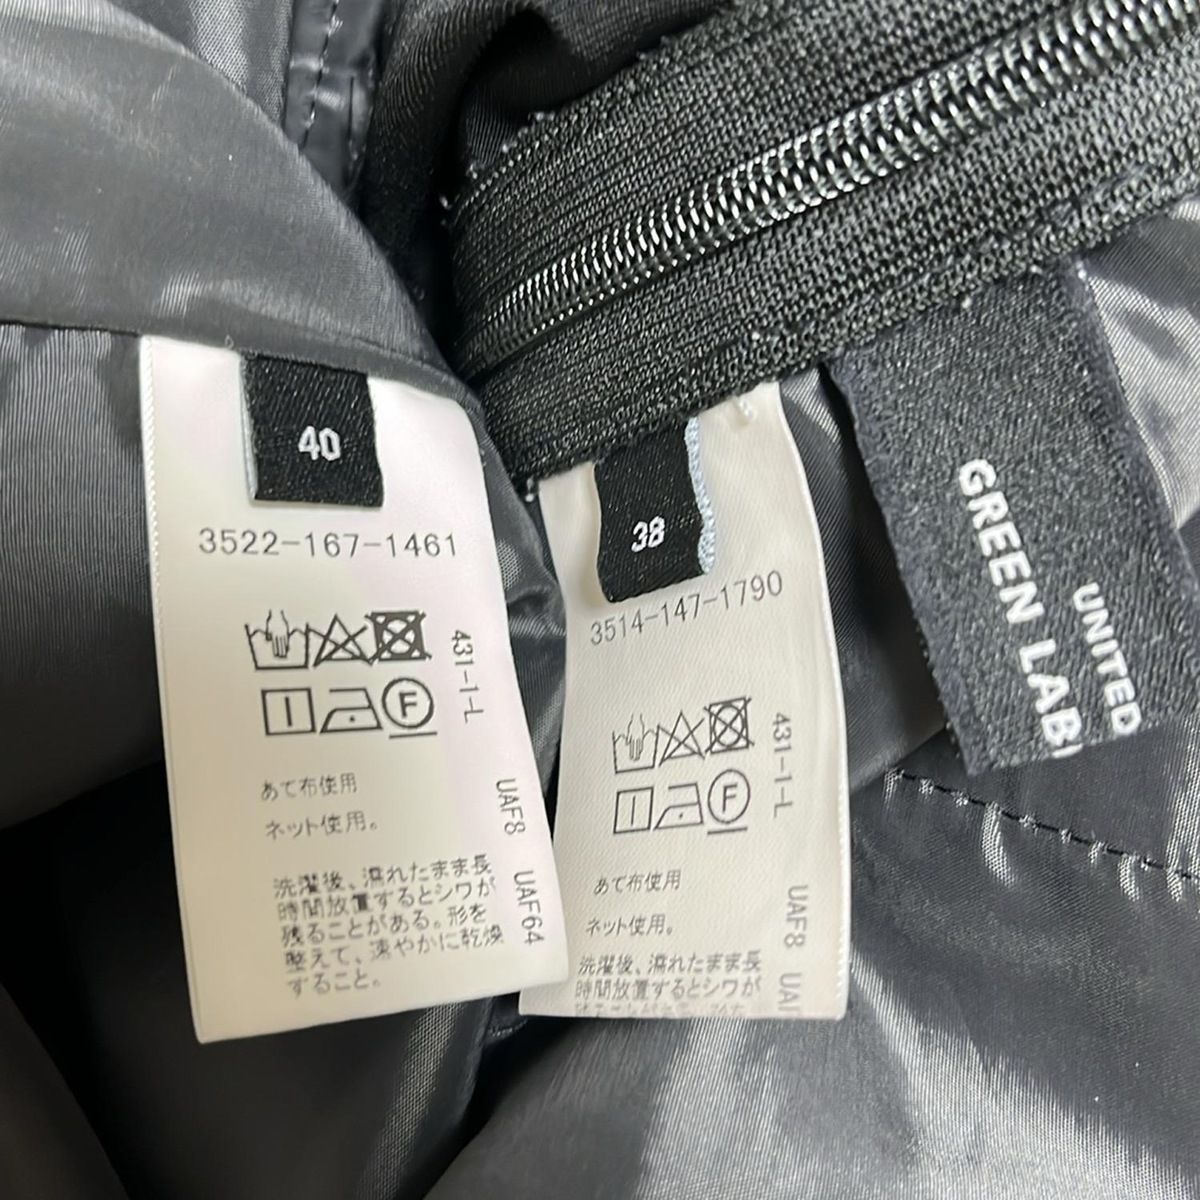 40
3522-167-1461
431-1-L
F
あて布使用
ネット使用。
UAF8 UAF64
洗濯後、濡れたまま長
時間放置するとシワが
残ることがある。形を
整えて、速やかに乾燥
すること。
38
3514-147-1790
431-1-L
F
あて布使用
ネット使用。
UAF8
洗濯後、濡れたまま長
時間放置するとシワが
UNITED
GREEN LAB